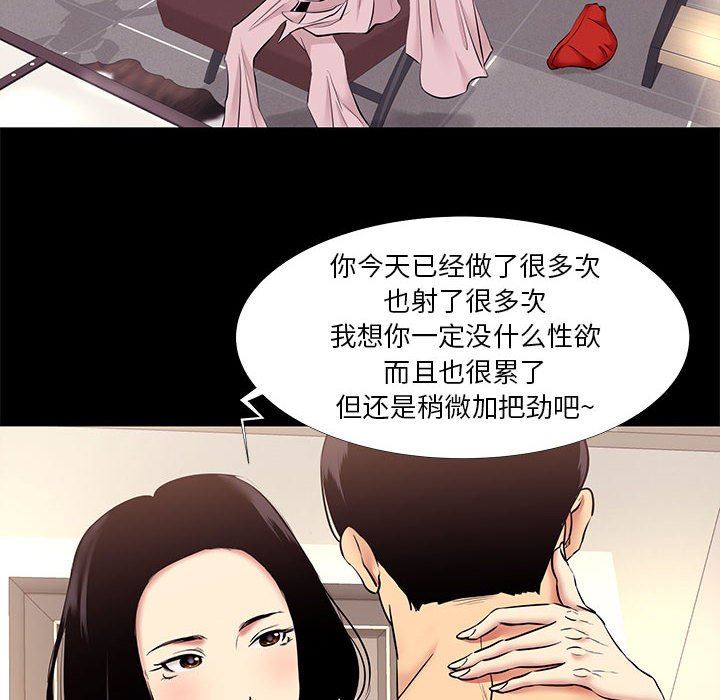 你今天已经做了很多次
也射了很多次
我想你一定没什么性欲
而且也很累了
但还是稍微加把劲吧~